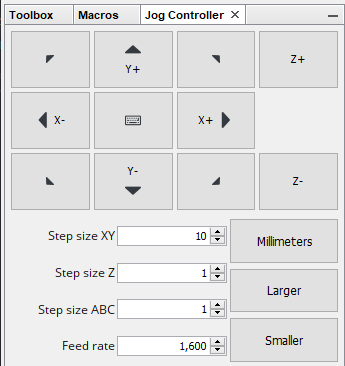 Toolbox Macros Jog Controller ×
Y+ Z+
X- X+
Y- Z-
Step size XY 10 Millimeters
Step size Z 1
Larger
Step size ABC 1
Smaller
Feed rate 1,600